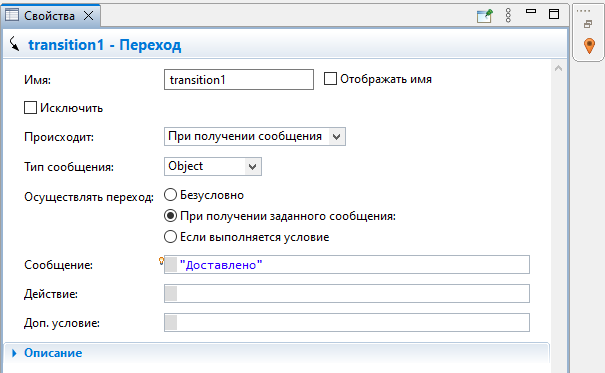 Свойства
transition1 - Переход
Имя: transition1 Отображать имя
Исключить
Происходит: При получении сообщения
Тип сообщения: Object
Осуществлять переход: Безусловно
При получении заданного сообщения:
Если выполняется условие
Сообщение: "Доставлено"
Действие:
Доп. условие:
Описание